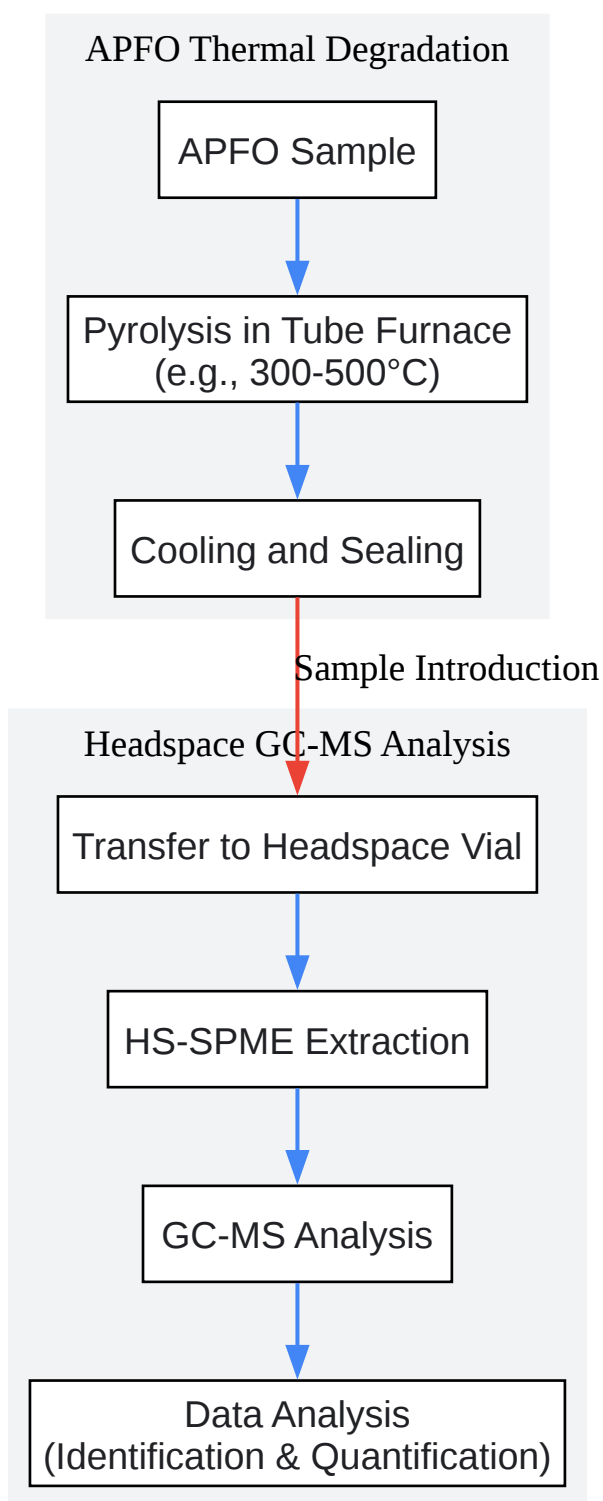 APFO Thermal Degradation
APFO Sample
Pyrolysis in Tube Furnace
(e.g., 300-500°C)
Cooling and Sealing
Sample Introduction
Headspace GC-MS Analysis
Transfer to Headspace Vial
HS-SPME Extraction
GC-MS Analysis
Data Analysis
(Identification & Quantification)